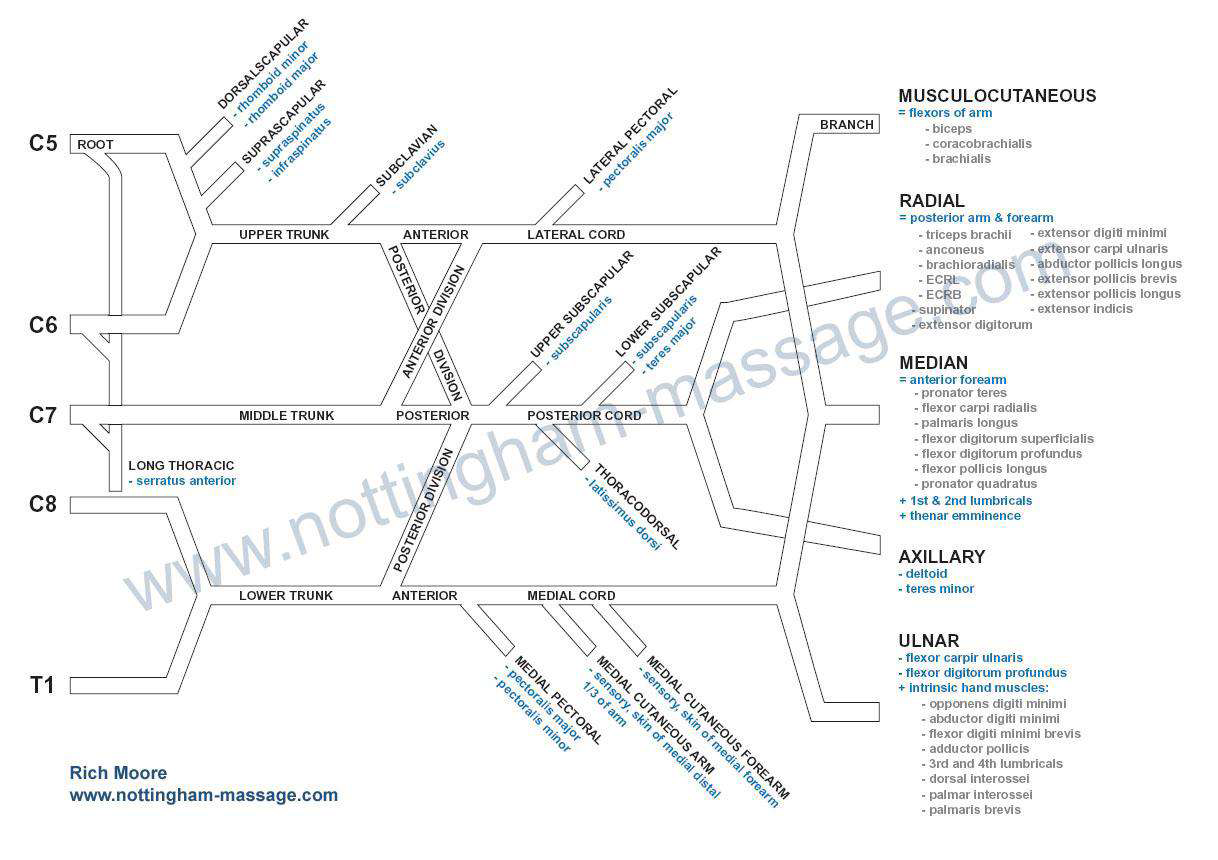 DORSALSCAPULAR
- rhomboid minor
- rhomboid major
SUPRASCAPULAR
- supraspinatus
- infraspinatus
SUBCLAVIAN
- subclavius
LATERAL PECTORAL
- pectoralis major
C5
ROOT
BRANCH
UPPER TRUNK
ANTERIOR
LATERAL CORD
POSTERIOR
DIVISION
ANTERIOR DIVISION
UPPER SUBSCAPULAR
- subscapularis
LOWER SUBSCAPULAR
- subscapularis
- teres major
C6
C7
MIDDLE TRUNK
POSTERIOR
POSTERIOR CORD
LONG THORACIC
- serratus anterior
POSTERIOR DIVISION
THORACODORSAL
- latissimus dorsi
C8
LOWER TRUNK
ANTERIOR
MEDIAL CORD
MEDIAL PECTORAL
- pectoralis major
- pectoralis minor
MEDIAL CUTANEOUS ARM
- sensory, skin of medial distal
1/3 of arm
MEDIAL CUTANEOUS FOREARM
- sensory, skin of medial forearm
T1
MUSCULOCUTANEOUS
= flexors of arm
- biceps
- coracobrachialis
- brachialis
RADIAL
= posterior arm & forearm
- triceps brachii
- anconeus
- brachioradialis
- ECRL
- ECRB
- supinator
- extensor digitorum
- extensor digiti minimi
- extensor carpi ulnaris
- abductor pollicis longus
- extensor pollicis brevis
- extensor pollicis longus
- extensor indicis
MEDIAN
= anterior forearm
- pronator teres
- flexor carpi radialis
- palmaris longus
- flexor digitorum superficialis
- flexor digitorum profundus
- flexor pollicis longus
- pronator quadratus
+ 1st & 2nd lumbricals
+ thenar emminence
AXILLARY
- deltoid
- teres minor
ULNAR
- flexor carpir ulnaris
- flexor digitorum profundus
+ intrinsic hand muscles:
- opponens digiti minimi
- abductor digiti minimi
- flexor digiti minimi brevis
- adductor pollicis
- 3rd and 4th lumbricals
- dorsal interossei
- palmar interossei
- palmaris brevis
www.nottingham-massage.com
Rich Moore
www.nottingham-massage.com